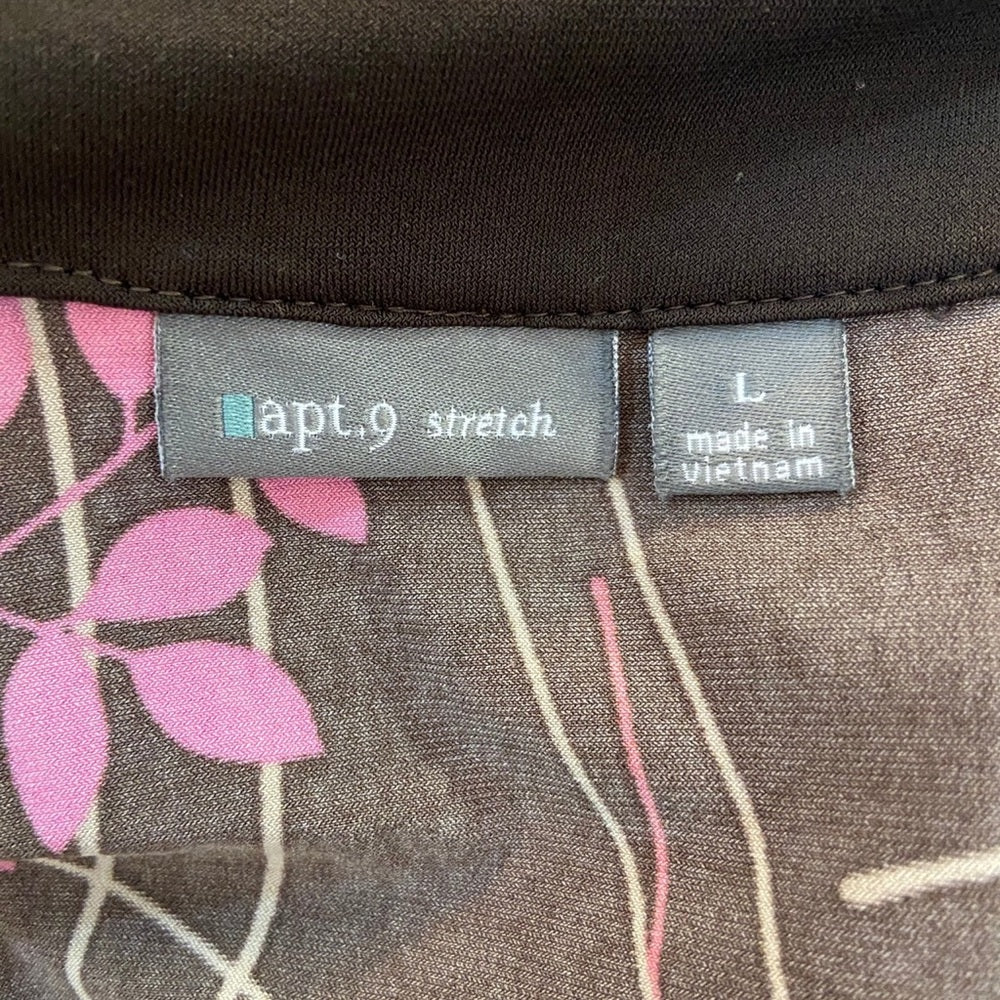 apt.9 stretch
L
made in
vietnam